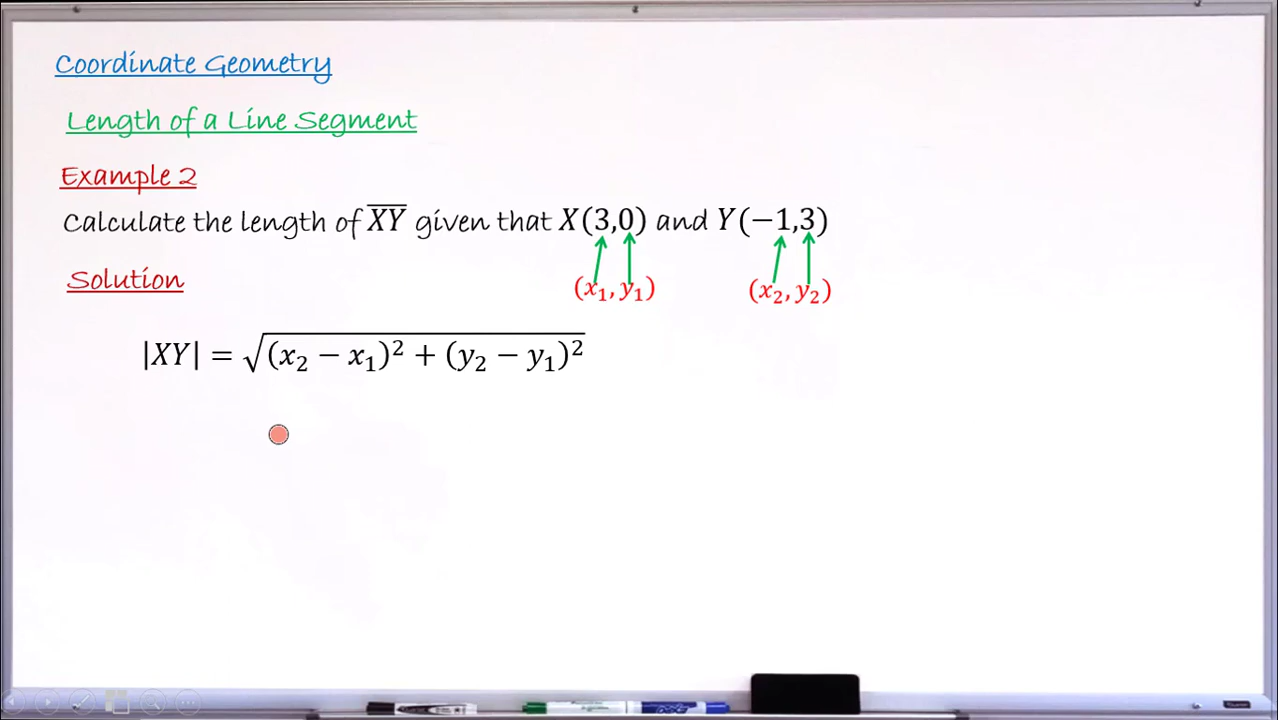 Coordinate Geometry
Length of a Line Segment
Example 2
Calculate the length of \overline{XY} given that X(3,0) and Y(−1,3)
(x₁, y₁) (x₂, y₂)
Solution
|XY| = √(x₂ − x₁)² + (y₂ − y₁)²